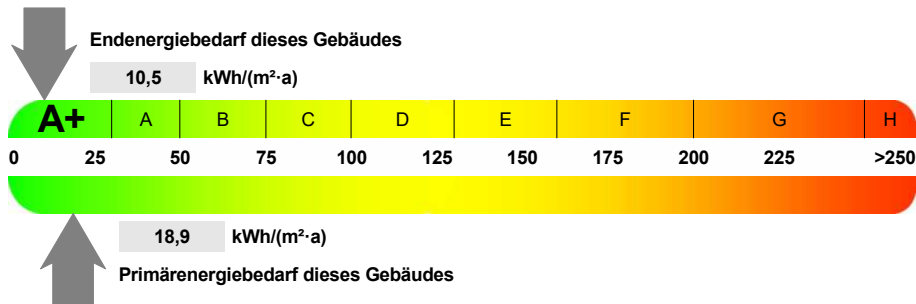 Endenergiebedarf dieses Gebäudes
10,5 kWh/(m²·a)
A+ A B C D E F G H
0 25 50 75 100 125 150 175 200 225 >250
18,9 kWh/(m²·a)
Primärenergiebedarf dieses Gebäudes